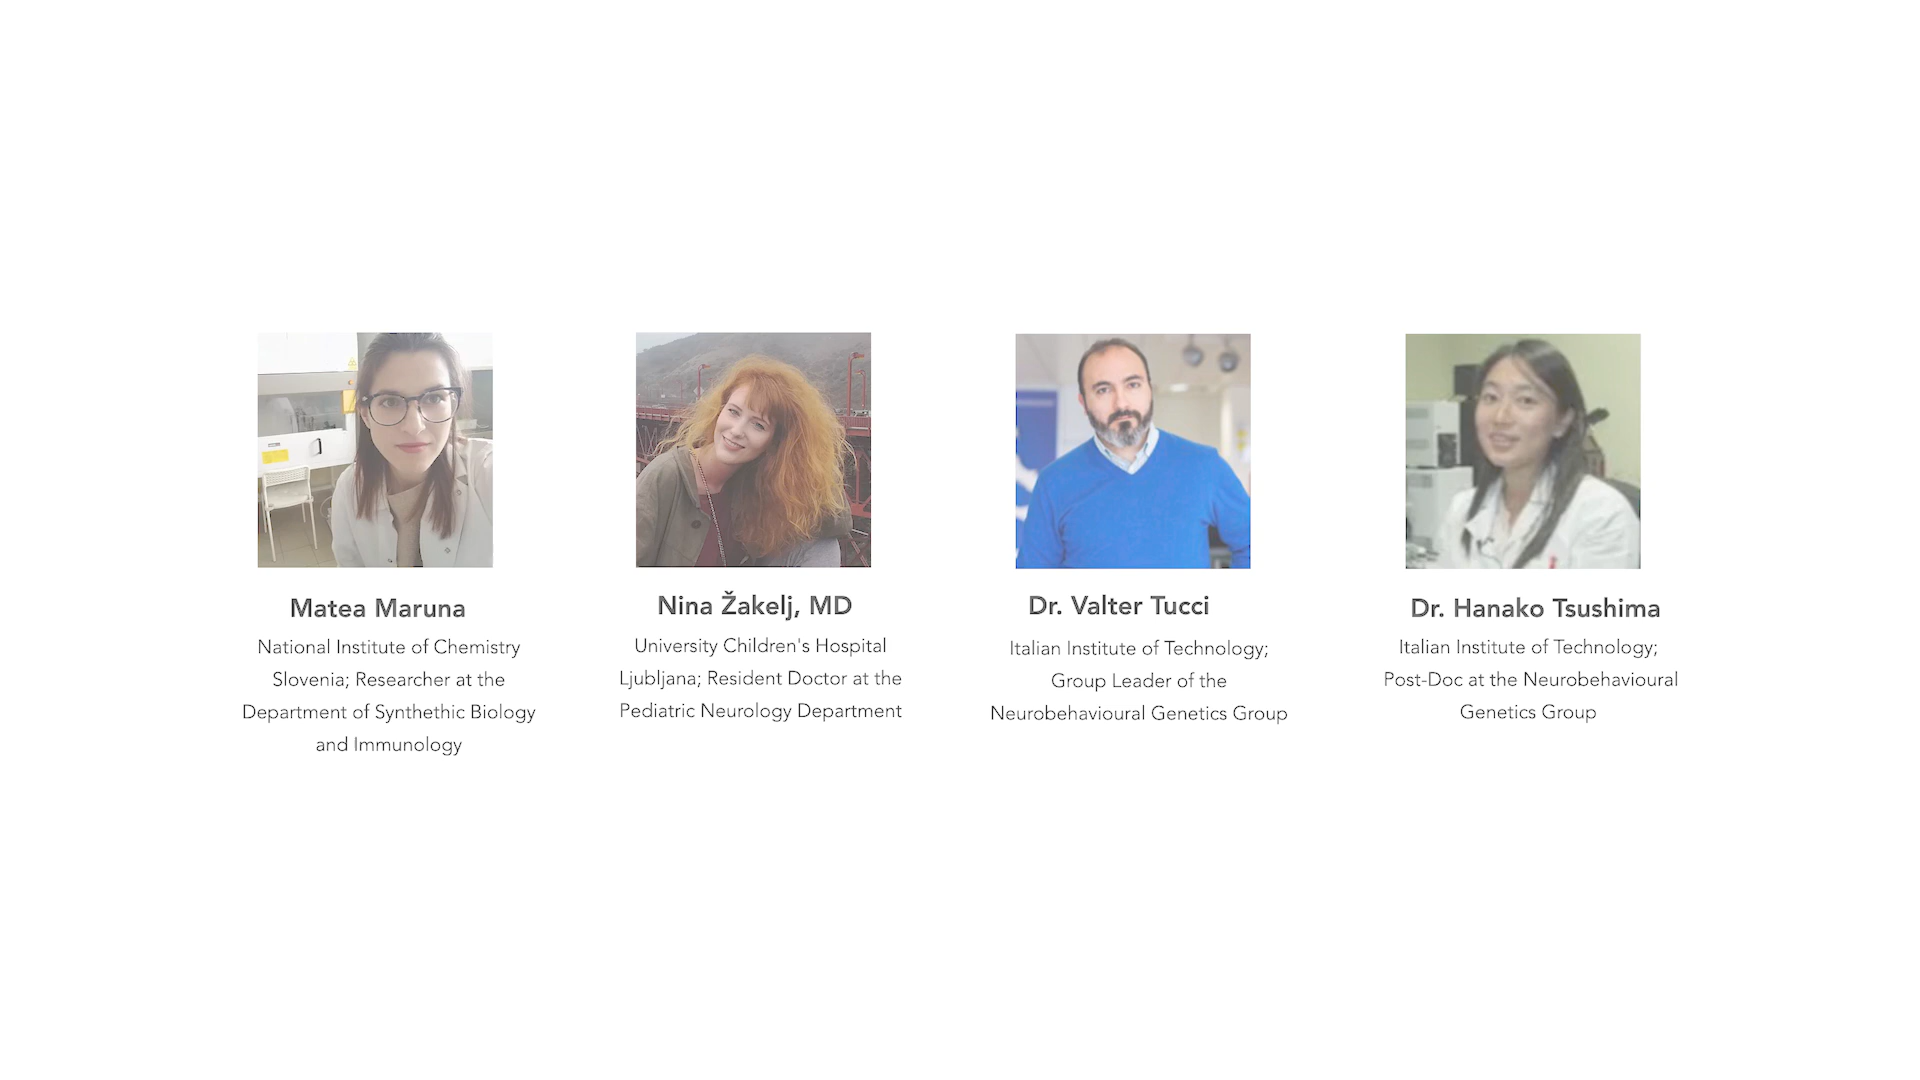 Matea Maruna
National Institute of Chemistry
Slovenia; Researcher at the
Department of Synthethic Biology
and Immunology
Nina Žakelj, MD
University Children's Hospital
Ljubljana; Resident Doctor at the
Pediatric Neurology Department
Dr. Valter Tucci
Italian Institute of Technology;
Group Leader of the
Neurobehavioural Genetics Group
Dr. Hanako Tsushima
Italian Institute of Technology;
Post-Doc at the Neurobehavioural
Genetics Group